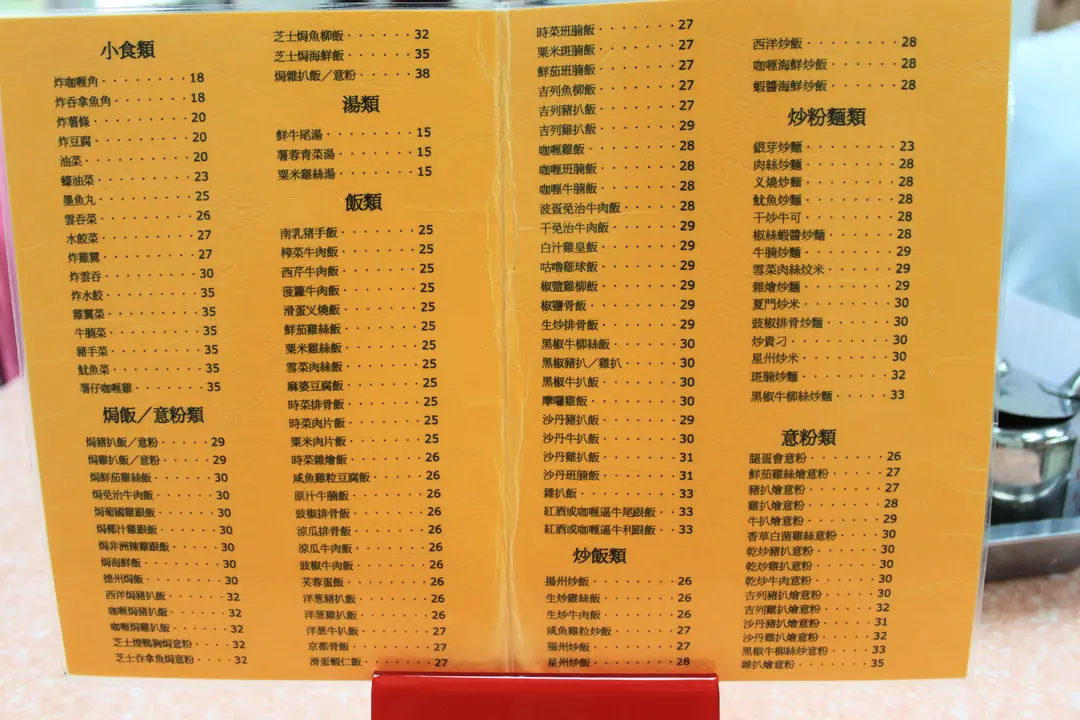 小食類
炸咖喱角 18
炸吞拿魚角 18
炸薯條 20
炸豆腐 20
油菜 20
蠔油菜 23
墨魚丸 25
雲吞菜 26
水餃菜 27
炸雞翼 27
炸雲吞 30
炸水餃 35
雞翼菜 35
牛腩菜 35
豬手菜 35
魷魚菜 35
薯仔咖喱雞 35
焗飯／意粉類
焗豬扒飯／意粉 29
焗雞扒飯／意粉 29
焗鮮茄雞絲飯 30
焗免治牛肉飯 30
焗葡國雞跟飯 30
焗椰汁雞跟飯 30
焗非洲辣雞跟飯 30
焗海鮮飯 30
德州焗飯 30
西洋焗豬扒飯 32
咖喱焗豬扒飯 32
咖喱焗雞扒飯 32
芝士煙鴨胸焗意粉 32
芝士吞拿魚焗意粉 32
芝士焗魚柳飯 32
芝士焗海鮮飯 35
焗雜扒飯／意粉 38
湯類
鮮牛尾湯 15
薯蓉青菜湯 15
粟米雞絲湯 15
飯類
南乳豬手飯 25
榨菜牛肉飯 25
西芹牛肉飯 25
菠蘿牛肉飯 25
滑蛋义燒飯 25
鮮茄雞絲飯 25
粟米雞絲飯 25
雪菜肉絲飯 25
麻婆豆腐飯 25
時菜排骨飯 25
時菜肉片飯 25
粟米肉片飯 25
時菜雜燴飯 26
咸魚雞粒豆腐飯 26
原汁牛腩飯 26
豉椒排骨飯 26
涼瓜排骨飯 26
涼瓜牛肉飯 26
豉椒牛肉飯 26
芙蓉蛋飯 26
洋葱豬扒飯 26
洋葱雞扒飯 26
洋葱牛扒飯 27
京都骨飯 27
滑蛋蝦仁飯 27
時菜班腩飯 27
粟米斑腩飯 27
鮮茄班腩飯 27
吉列魚柳飯 27
吉列豬扒飯 27
吉列雞扒飯 29
咖喱雞飯 28
咖喱班腩飯 28
咖喱牛腩飯 28
波蛋免治牛肉飯 28
干免治牛肉飯 29
白汁雞皇飯 29
咕嚕雞球飯 29
椒鹽雞柳飯 29
椒鹽骨飯 29
生炒排骨飯 29
黑椒牛柳絲飯 30
黑椒豬扒／雞扒 30
黑椒牛扒飯 30
摩囉雞飯 30
沙丹豬扒飯 29
沙丹牛扒飯 30
沙丹雞扒飯 31
沙丹班腩飯 31
雜扒飯 33
紅酒或咖喱逼牛尾跟飯 33
紅酒或咖喱逼牛利跟飯 33
炒飯類
揚州炒飯 26
生炒雞絲飯 26
生炒牛肉飯 26
咸魚雞粒炒飯 27
福州炒飯 27
星州炒飯 28
西洋炒飯 28
咖喱海鮮炒飯 28
蝦醬海鮮炒飯 28
炒粉麵類
銀芽炒麵 23
肉絲炒麵 28
义燒炒麵 28
魷魚炒麵 28
干炒牛可 28
椒絲蝦醬炒麵 28
牛腩炒麵 29
雪菜肉絲炆米 29
雜燴炒麵 29
夏門炒米 30
豉椒排骨炒麵 30
炒貴刁 30
星州炒米 30
斑腩炒麵 32
黑椒牛柳絲炒麵 33
意粉類
腿蛋會意粉 26
鮮茄雞絲燴意粉 27
豬扒燴意粉 27
雞扒燴意粉 28
牛扒燴意粉 29
香草白菌雞絲意粉 30
乾炒豬扒意粉 30
乾炒雞扒意粉 30
乾炒牛肉意粉 30
吉列豬扒燴意粉 30
吉列雞扒燴意粉 32
沙丹豬扒燴意粉 31
沙丹雞扒燴意粉 32
黑椒牛柳絲炒意粉 33
雜扒燴意粉 35